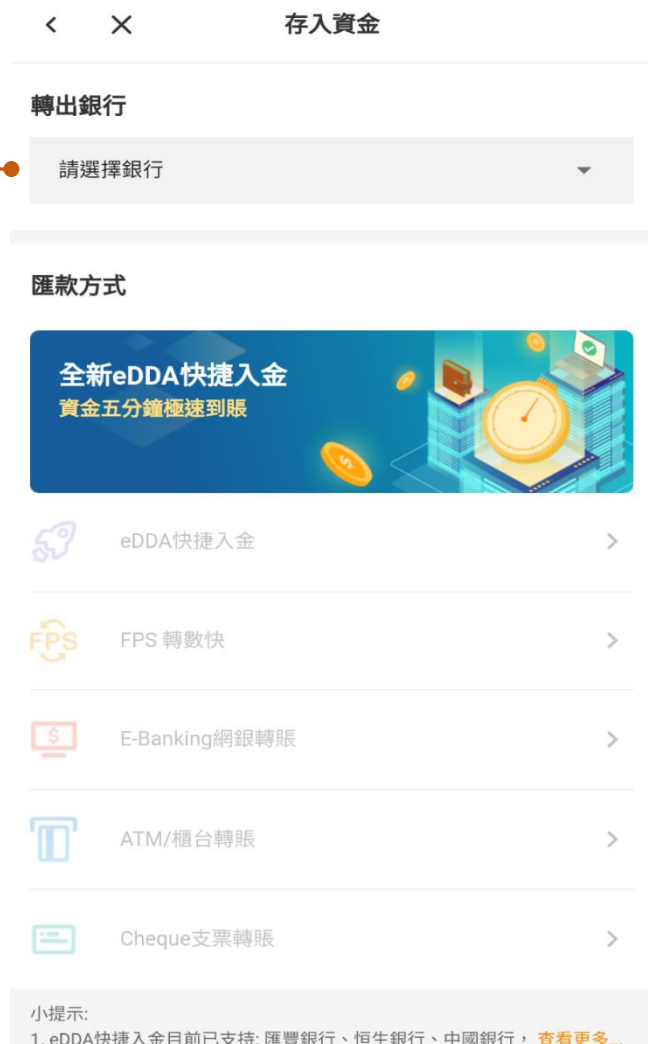 存入資金
轉出銀行
請選擇銀行
匯款方式
全新eDDA快捷入金
資金五分鐘極速到賬
eDDA快捷入金
FPS
FPS 轉數快
$
E-Banking網銀轉賬
ATM/櫃台轉賬
Cheque支票轉賬
小提示:
1. eDDA快捷入金目前已支持: 匯豐銀行、恒生銀行、中國銀行， 查看更多...